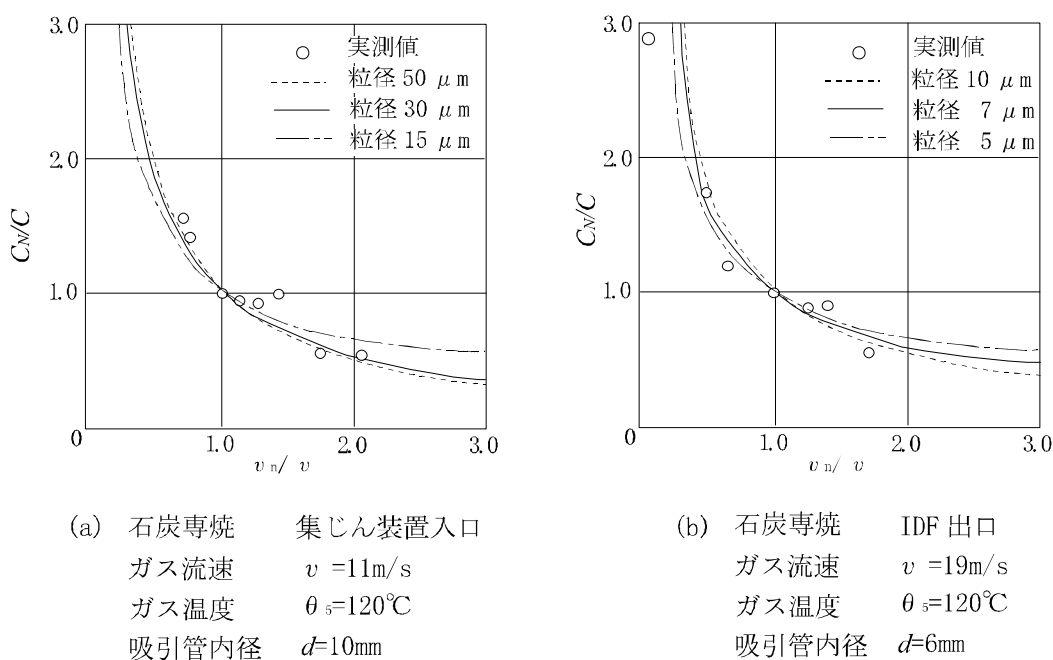 3.0
2.0
1.0
0
C_N/C
○ 実測値
粒径 50 μm
粒径 30 μm
粒径 15 μm
1.0 2.0 3.0
υn/ υ
(a) 石炭専焼 集じん装置入口
ガス流速 υ =11m/s
ガス温度 θ5=120℃
吸引管内径 d=10mm
3.0
2.0
1.0
0
C_N/C
○ 実測値
粒径 10 μm
粒径 7 μm
粒径 5 μm
1.0 2.0 3.0
υn/ υ
(b) 石炭専焼 IDF 出口
ガス流速 υ =19m/s
ガス温度 θ5=120℃
吸引管内径 d=6mm